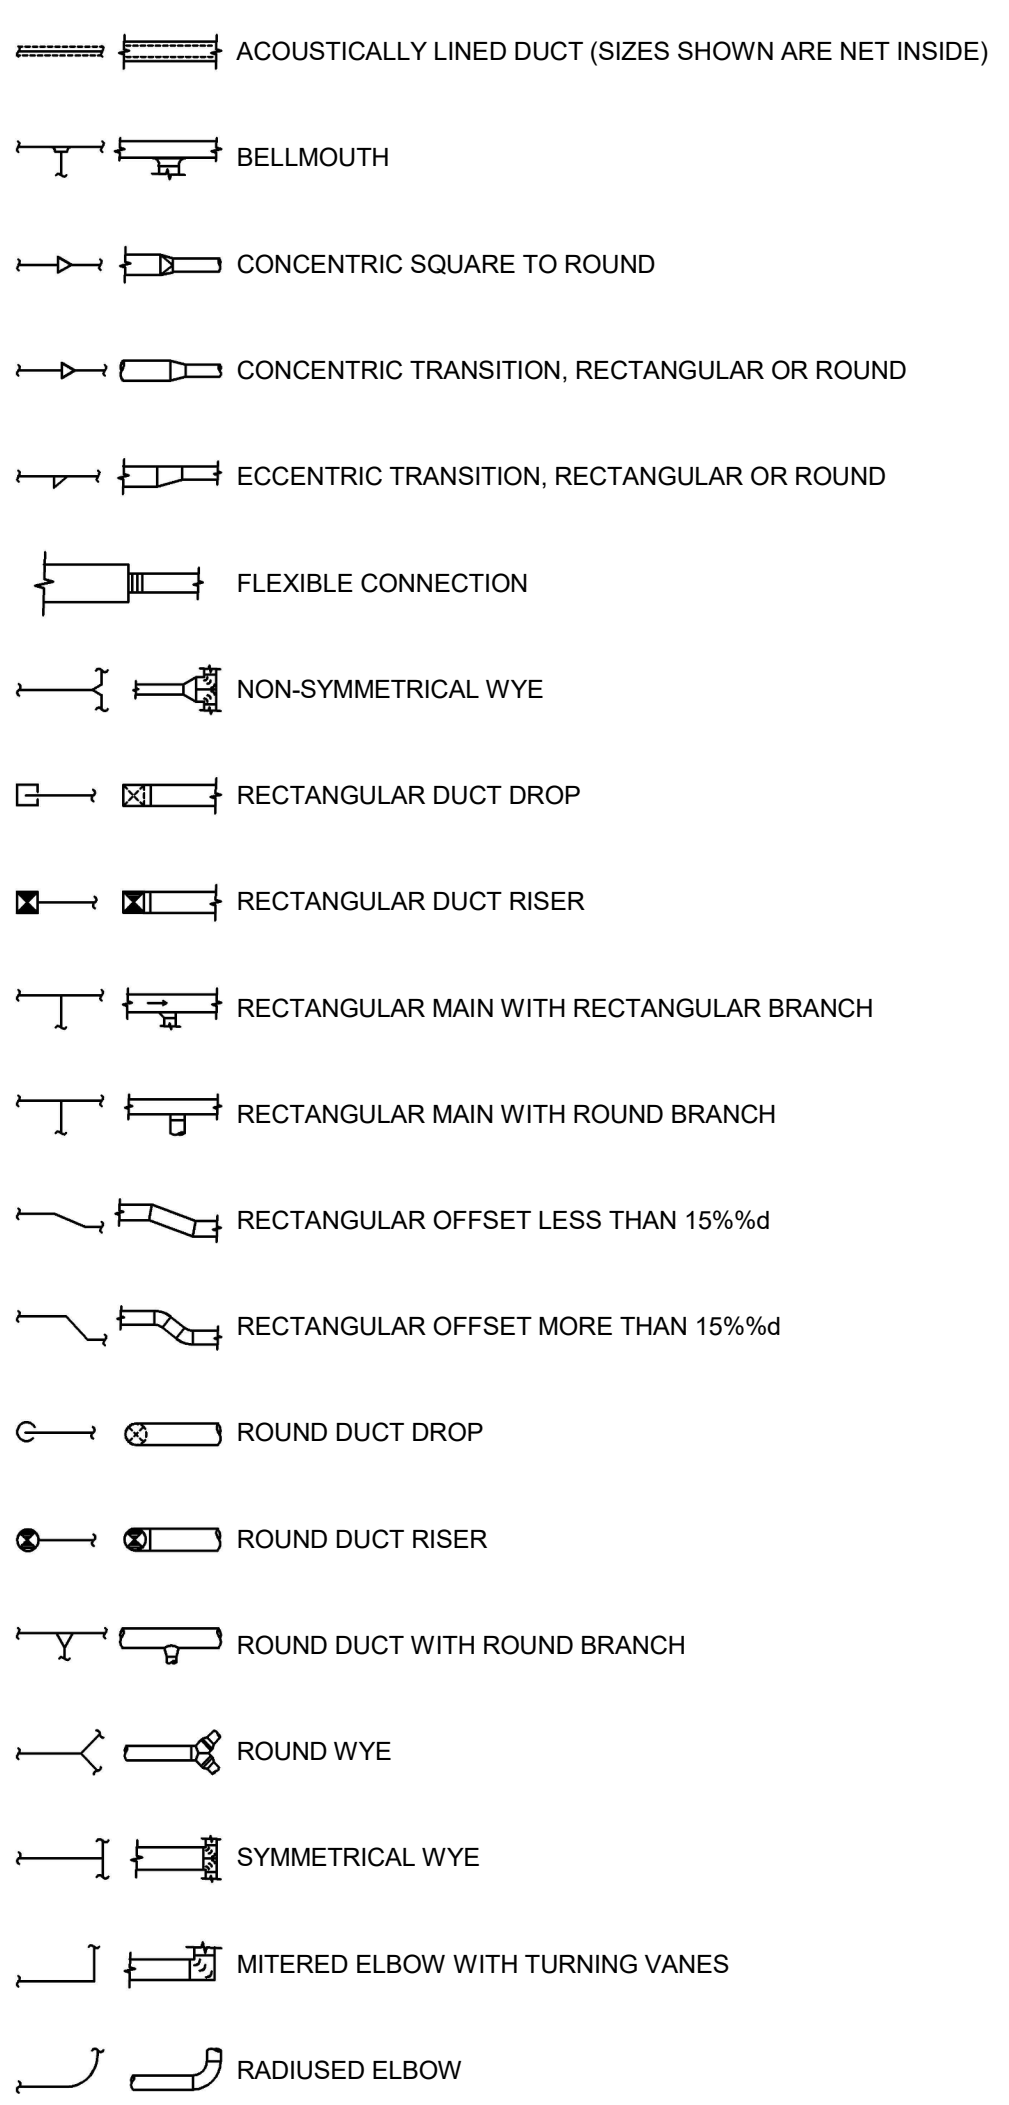 ACOUSTICALLY LINED DUCT (SIZES SHOWN ARE NET INSIDE)
BELLMOUTH
CONCENTRIC SQUARE TO ROUND
CONCENTRIC TRANSITION, RECTANGULAR OR ROUND
ECCENTRIC TRANSITION, RECTANGULAR OR ROUND
FLEXIBLE CONNECTION
NON-SYMMETRICAL WYE
RECTANGULAR DUCT DROP
RECTANGULAR DUCT RISER
RECTANGULAR MAIN WITH RECTANGULAR BRANCH
RECTANGULAR MAIN WITH ROUND BRANCH
RECTANGULAR OFFSET LESS THAN 15%%d
RECTANGULAR OFFSET MORE THAN 15%%d
ROUND DUCT DROP
ROUND DUCT RISER
ROUND DUCT WITH ROUND BRANCH
ROUND WYE
SYMMETRICAL WYE
MITERED ELBOW WITH TURNING VANES
RADIUSED ELBOW